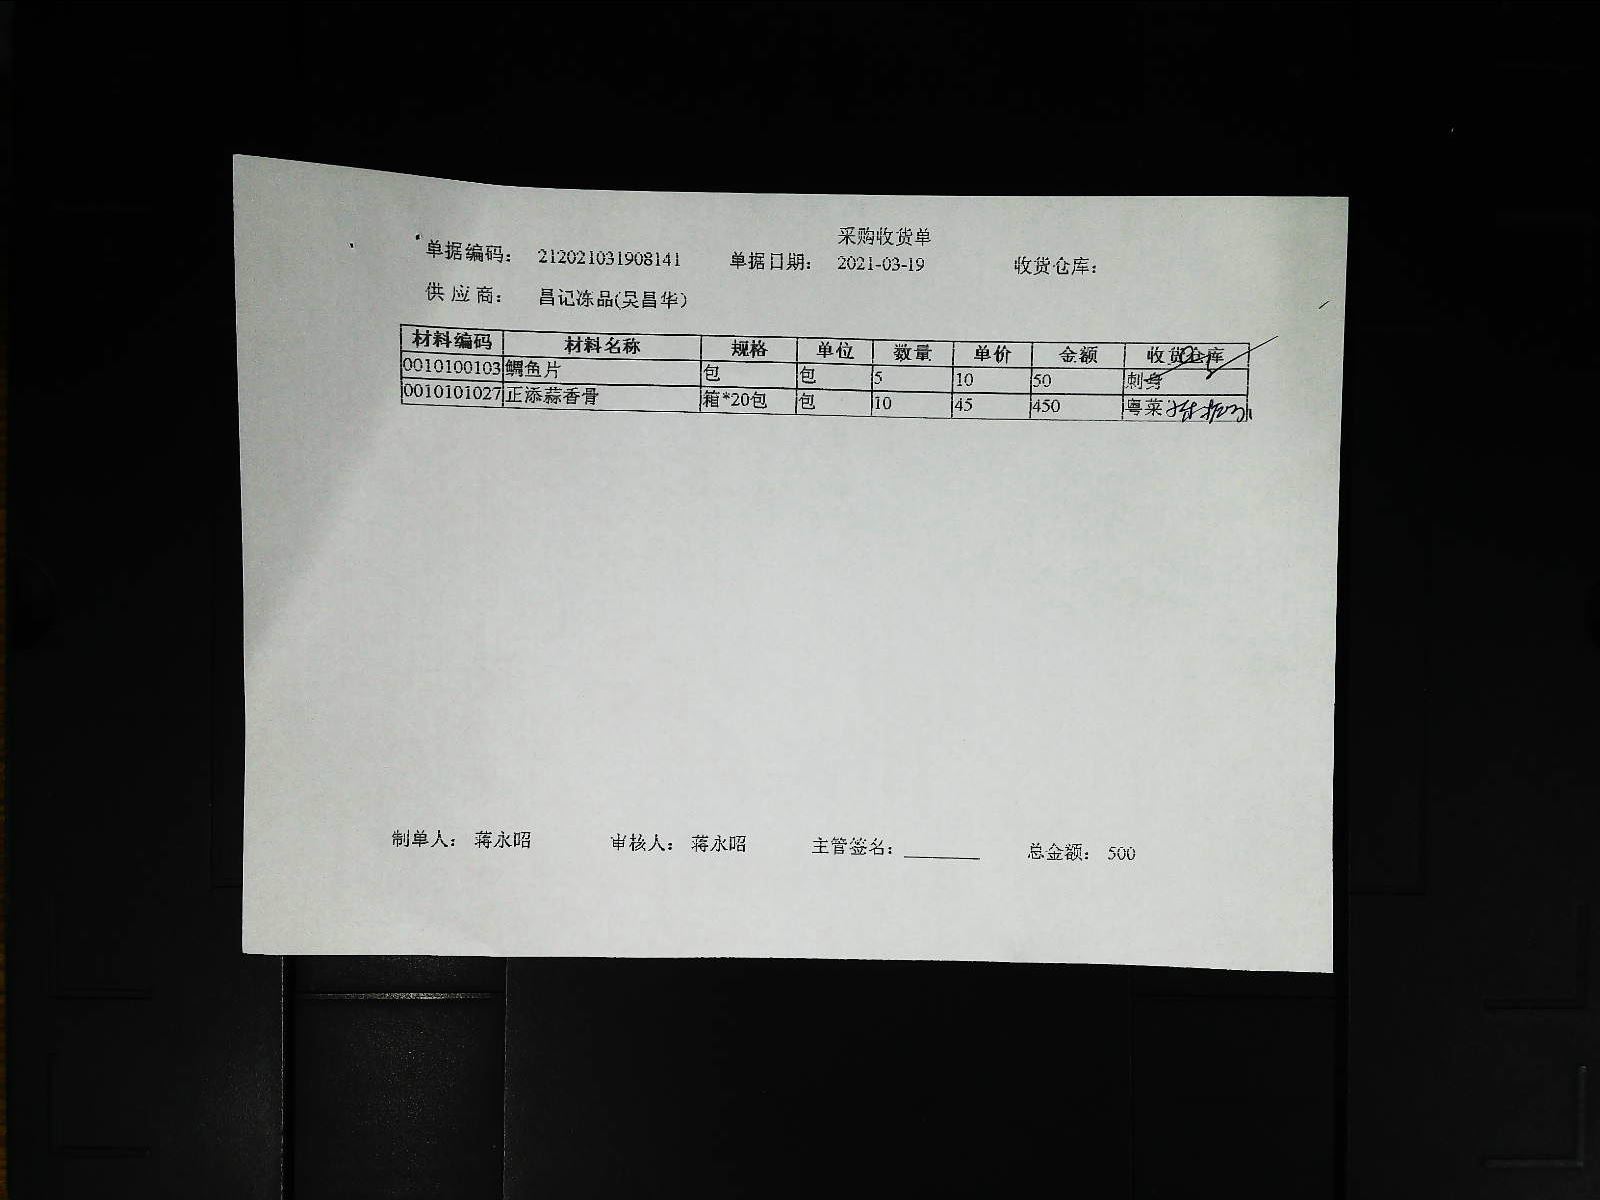 采购收货单
单据编码: 212021031908141 单据日期: 2021-03-19 收货仓库:
供 应 商: 昌记冻品(吴昌华)
材料编码 材料名称 规格 单位 数量 单价 金额 收货仓库
0010100103 鲷鱼片 包 包 5 10 50 刺身
0010101027 正添蒜香骨 箱*20包 包 10 45 450 粤菜
制单人: 蒋永昭 审核人: 蒋永昭 主管签名: 总金额: 500